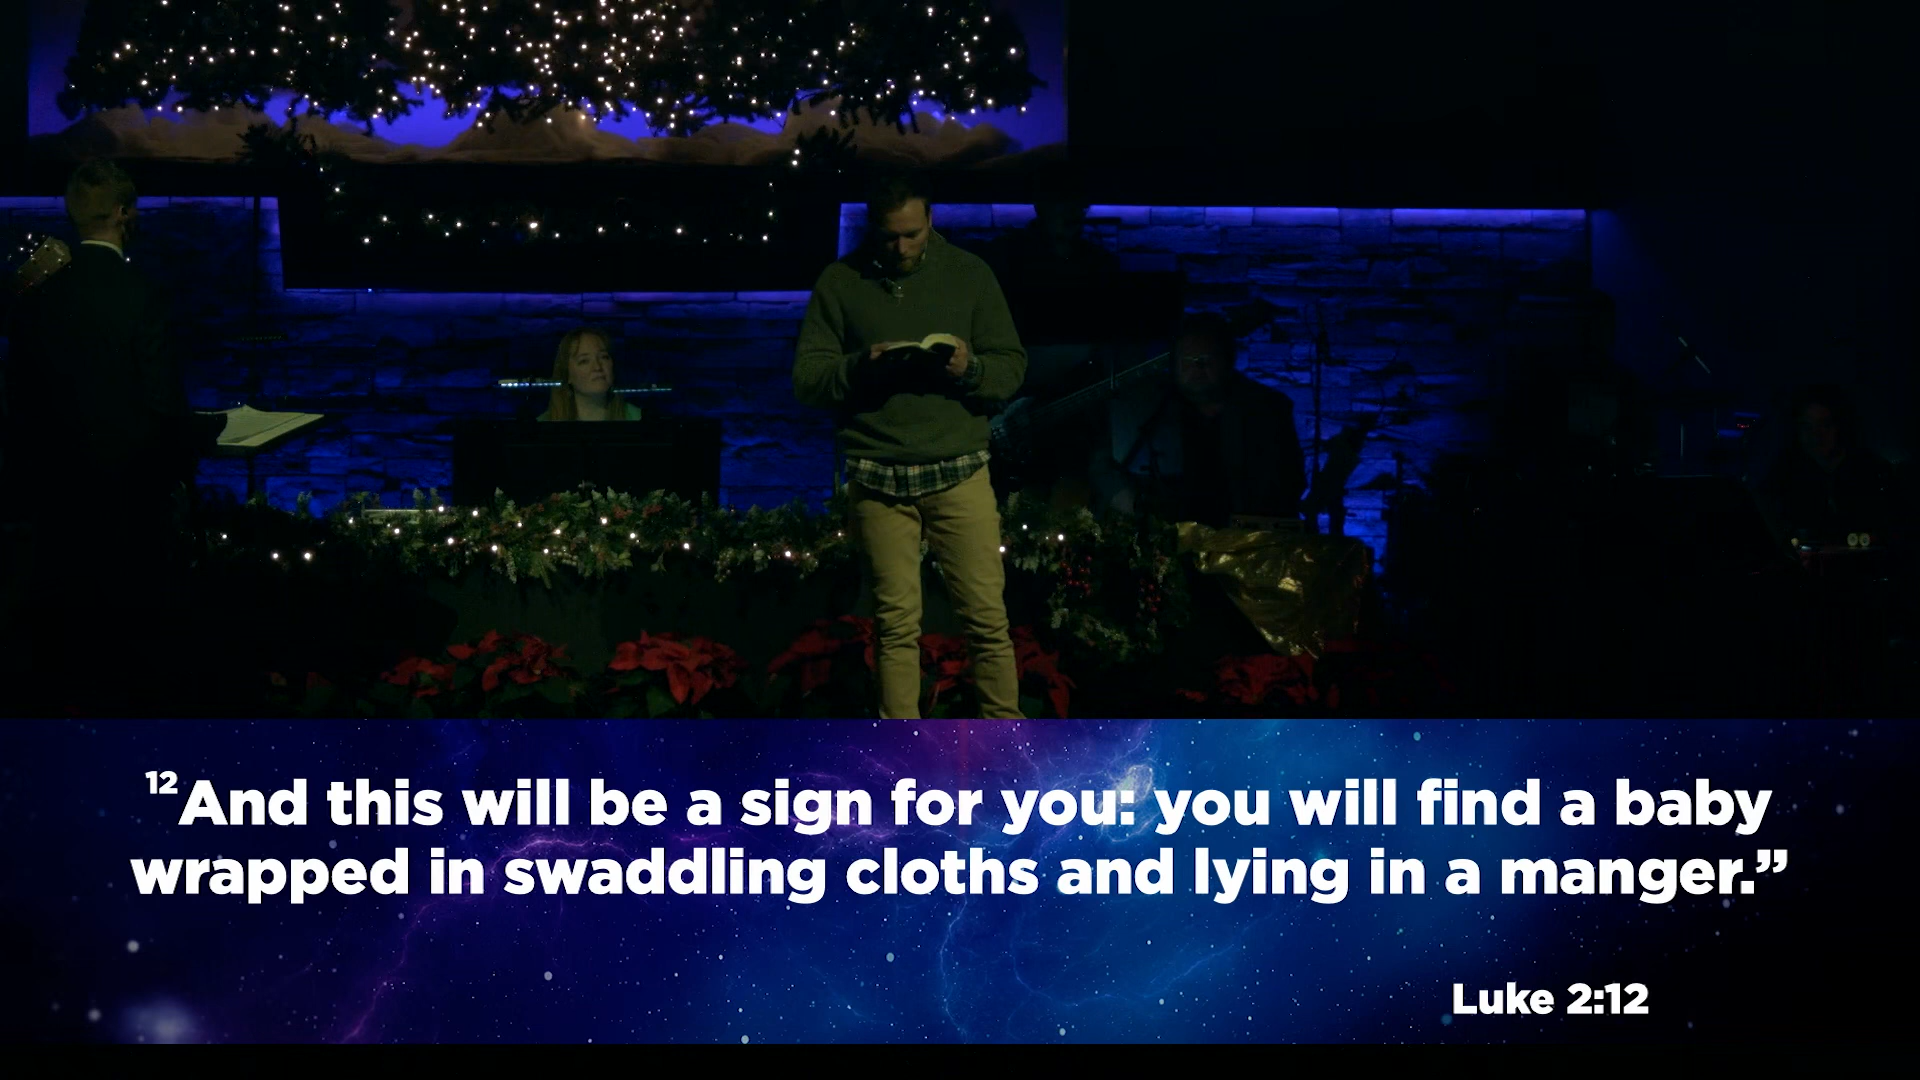 ¹²And this will be a sign for you: you will find a baby
wrapped in swaddling cloths and lying in a manger.”
Luke 2:12